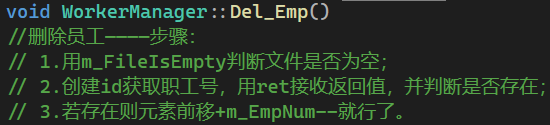 void WorkerManager::Del_Emp()
//删除员工————步骤：
// 1.用m_FileIsEmpty判断文件是否为空；
// 2.创建id获取职工号，用ret接收返回值，并判断是否存在；
// 3.若存在则元素前移+m_EmpNum--就行了。